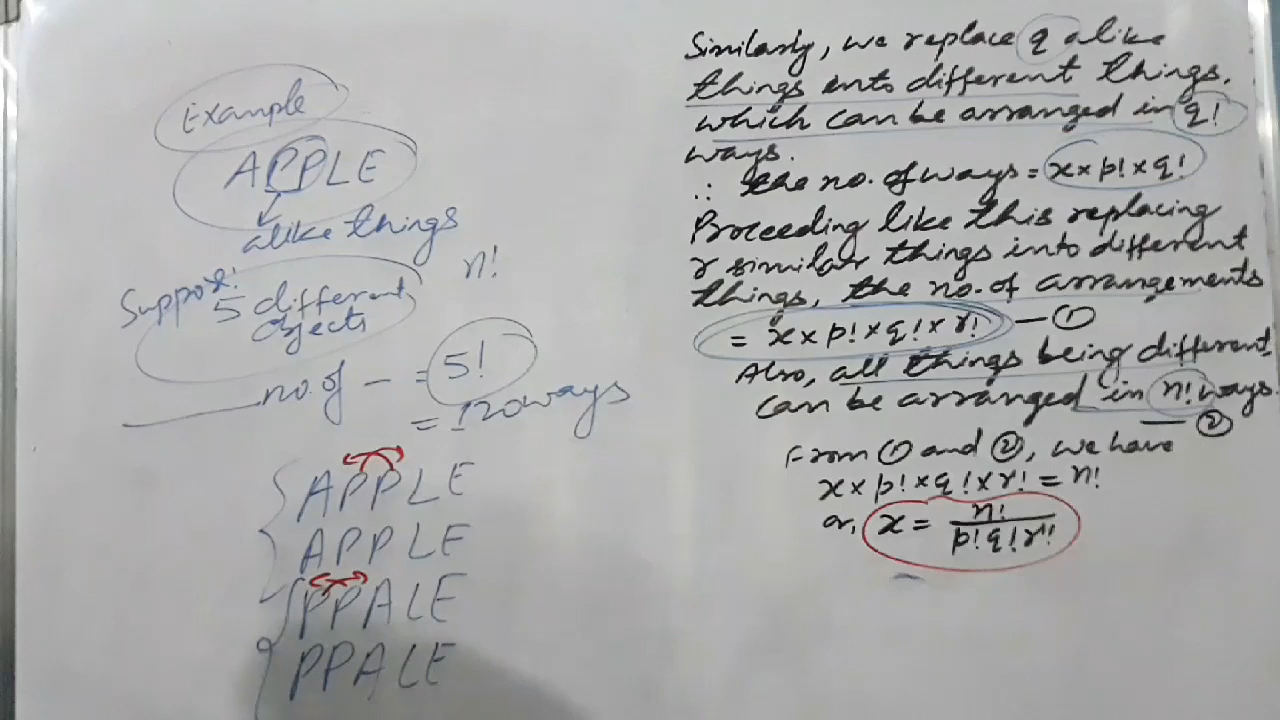 Example
APPLE
alike things
n!
Suppose:
5 different
objects
no. of — = 5!
= 120 ways
APPLE
APPLE
PPALE
PPALE
Similarly, we replace q alike
things into different things.
which can be arranged in q!
ways.
∴ the no. of ways = x × p! × q!
Proceeding like this replacing
r similar things into different
things, the no. of arrangements
= x × p! × q! × r! — ①
Also, all things being different
can be arranged in n! ways.
— ②
From ① and ②, we have
x × p! × q! × r! = n!
or, x = n! / p! q! r!